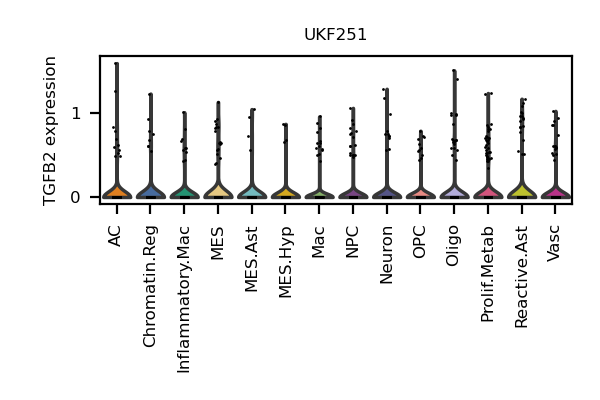 UKF251
TGFB2 expression
1
0
AC
Chromatin.Reg
Inflammatory.Mac
MES
MES.Ast
MES.Hyp
Mac
NPC
Neuron
OPC
Oligo
Prolif.Metab
Reactive.Ast
Vasc